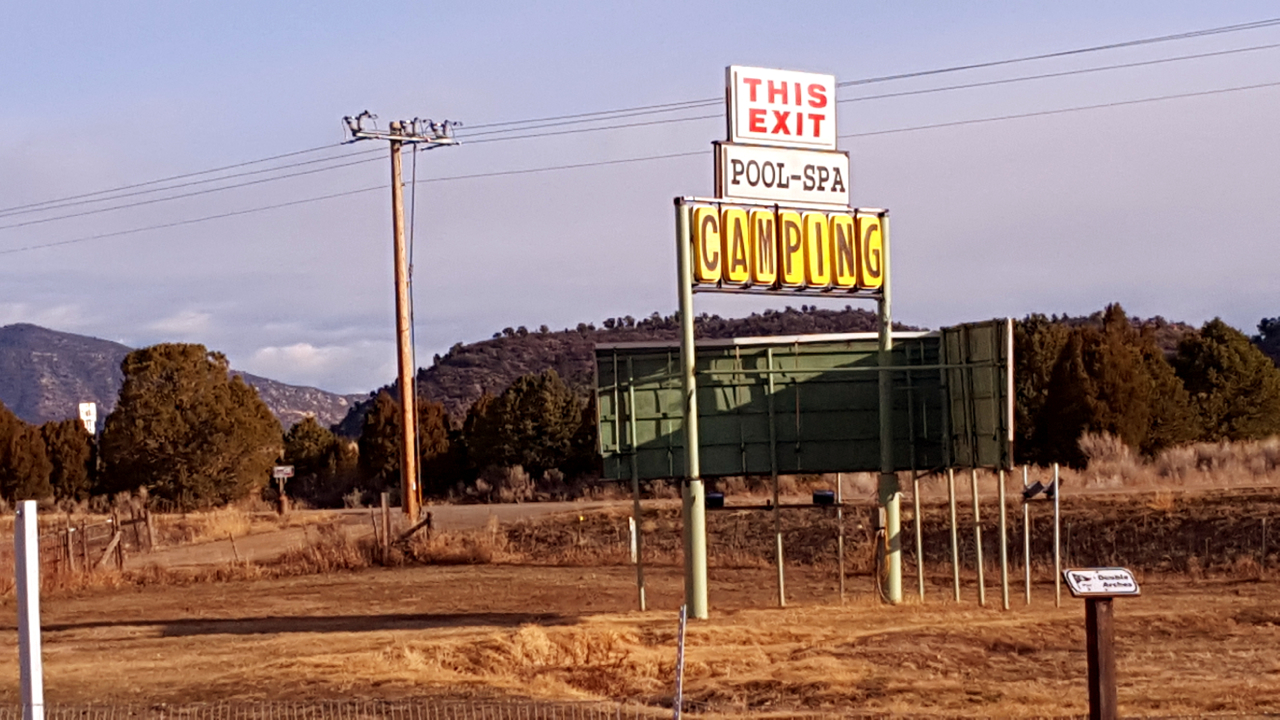 THIS
EXIT
POOL-SPA
CAMPING
Double
Arches